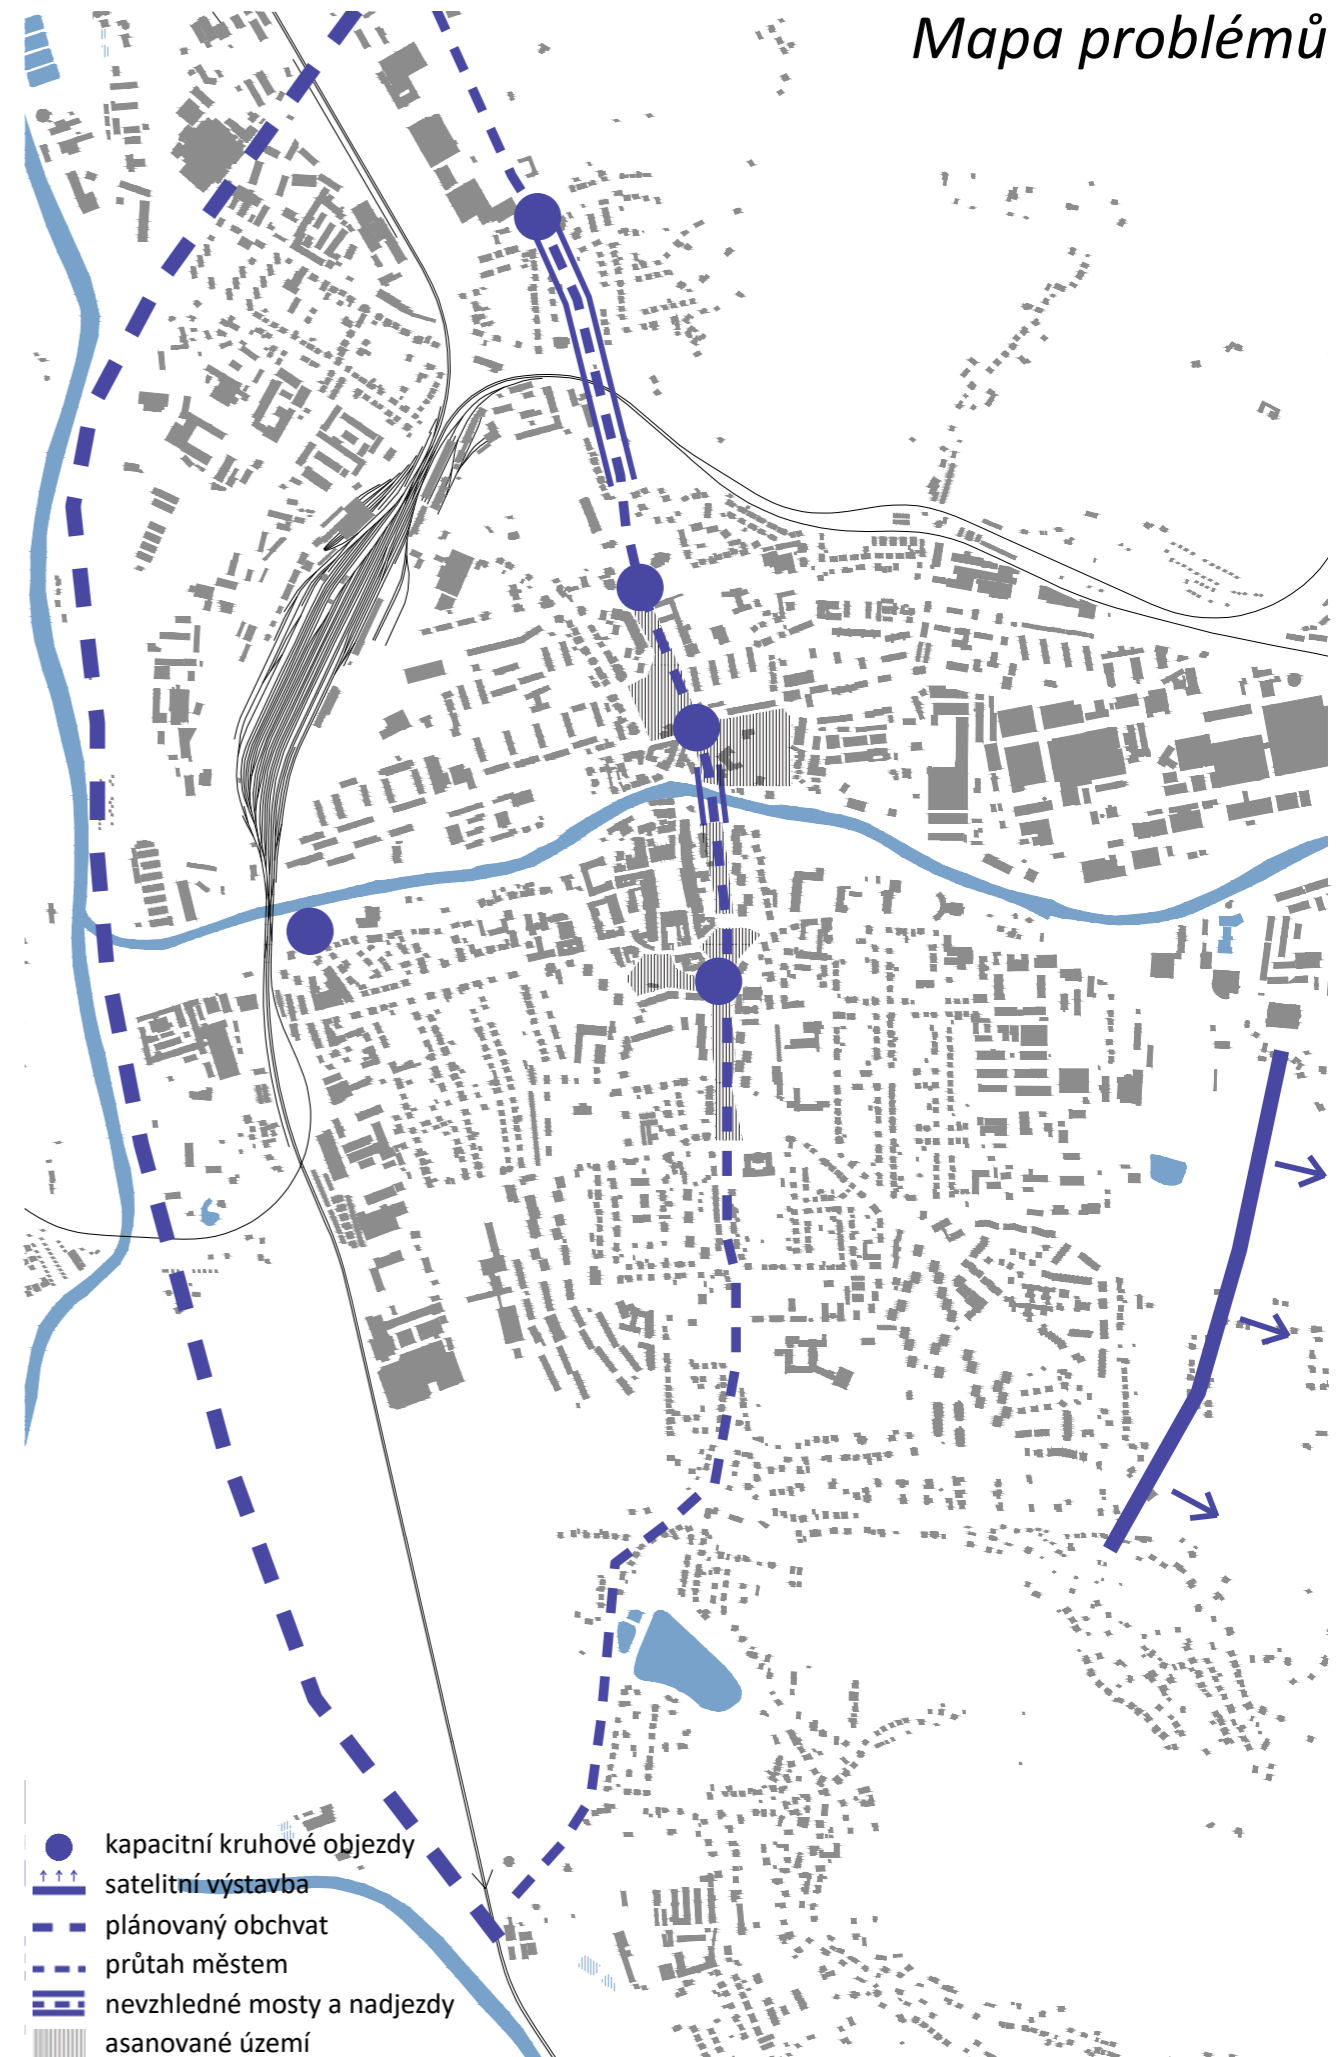 Mapa problémů
kapacitní kruhové objezdy
satelitní výstavba
plánovaný obchvat
průtah městem
nevzhledné mosty a nadjezdy
asanované území